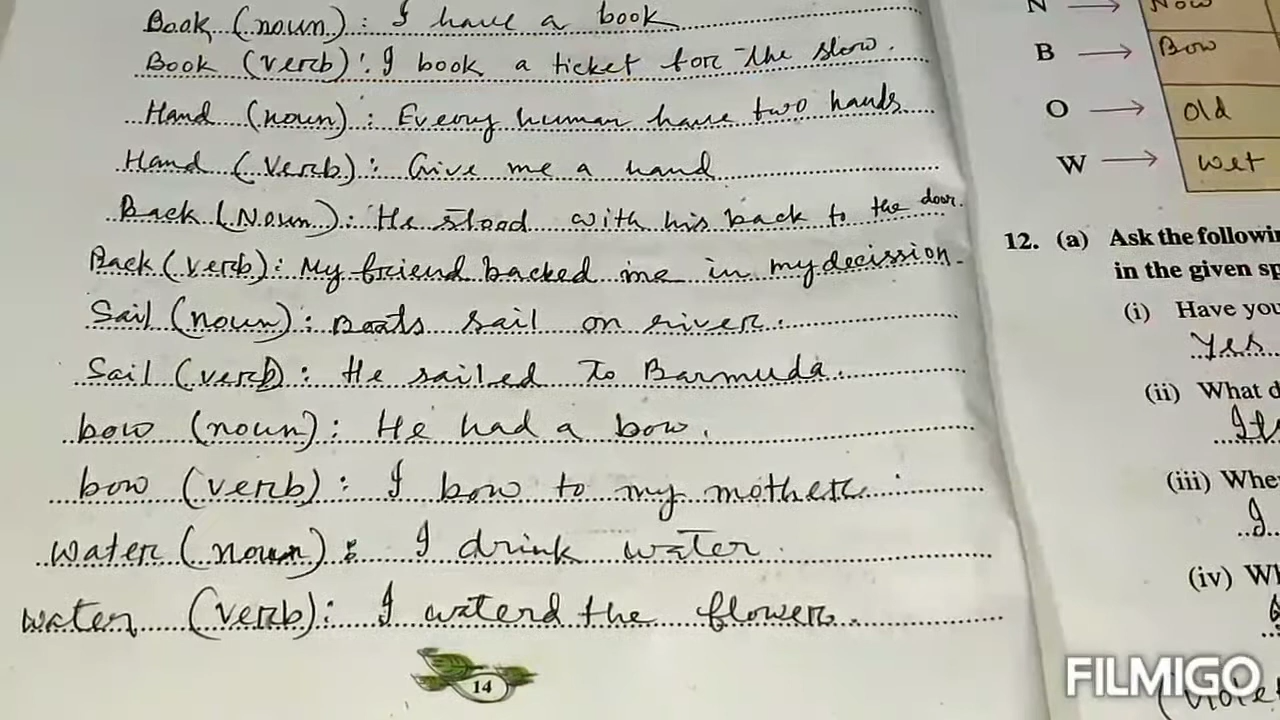 Book (noun) : I have a book
Book (verb) : I book a ticket for the show.
Hand (noun) : Every human have two hands
Hand (Verb) : Give me a hand
Back (Noun) : He stood with his back to the door.
Back (verb) : My friend backed me in my decission.
Sail (noun) : Boats sail on river.
Sail (verb) : He sailed To Barmuda.
bow (noun) : He had a bow.
bow (verb) : I bow to my mother.
water (noun) : I drink water.
water (verb) : I waterd the flower.
14
N → Now
B → Bow
O → Old
W → wet
12. (a) Ask the followin
in the given sp
(i) Have you
Yes
(ii) What d
Its
(iii) Whe
I
(iv) Wh
FILMIGO